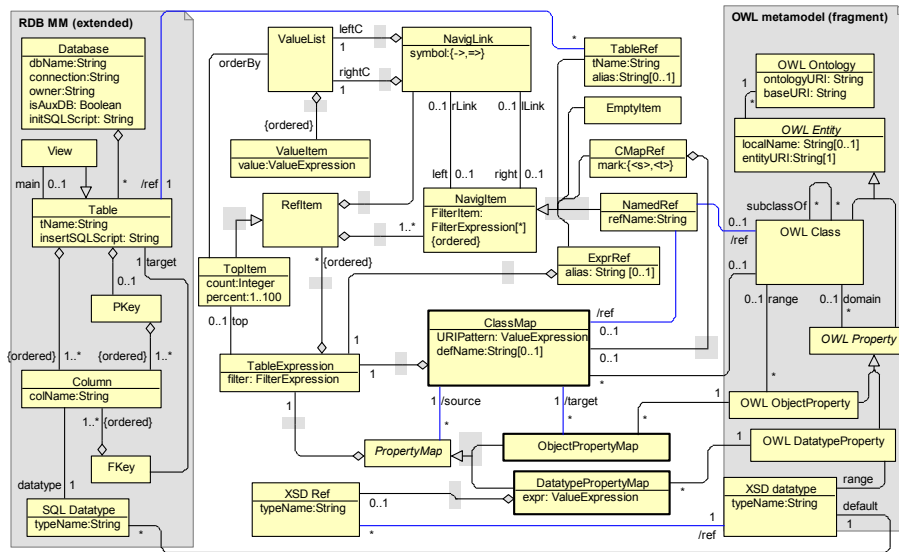 RDB MM (extended)
Database
dbName:String
connection:String
owner:String
isAuxDB: Boolean
initSQLScript: String
View
main
0..1
*
/ref
1
Table
tName:String
insertSQLScript: String
1
target
0..1
PKey
{ordered}
1..*
{ordered}
1..*
Column
colName:String
1..*
{ordered}
FKey
datatype
1
SQL Datatype
typeName:String
*
ValueList
leftC
1
rightC
1
orderBy
{ordered}
ValueItem
value:ValueExpression
NavigLink
symbol:{->,=>}
0..1
rLink
0..1
lLink
left
0..1
right
0..1
NavigItem
FilterItem:
FilterExpression[*]
{ordered}
RefItem
1..*
*
{ordered}
TopItem
count:Integer
percent:1..100
0..1
top
1
TableExpression
filter: FilterExpression
1
1
*
TableRef
tName:String
alias:String[0..1]
EmptyItem
CMapRef
mark:{<s>,<t>}
NamedRef
refName:String
ExprRef
alias: String [0..1]
ClassMap
URIPattern: ValueExpression
defName:String[0..1]
/ref
0..1
0..1
*
1
/source
*
1
/target
*
PropertyMap
ObjectPropertyMap
*
DatatypePropertyMap
expr: ValueExpression
*
XSD Ref
typeName:String
0..1
*
1
/ref
OWL metamodel (fragment)
OWL Ontology
ontologyURI: String
baseURI: String
1
*
OWL Entity
localName: String[0..1]
entityURI:String[1]
subclassOf
*
*
0..1
/ref
OWL Class
0..1
0..1
range
0..1
domain
*
*
OWL Property
1
OWL ObjectProperty
1
OWL DatatypeProperty
range
XSD datatype
typeName:String
default
1